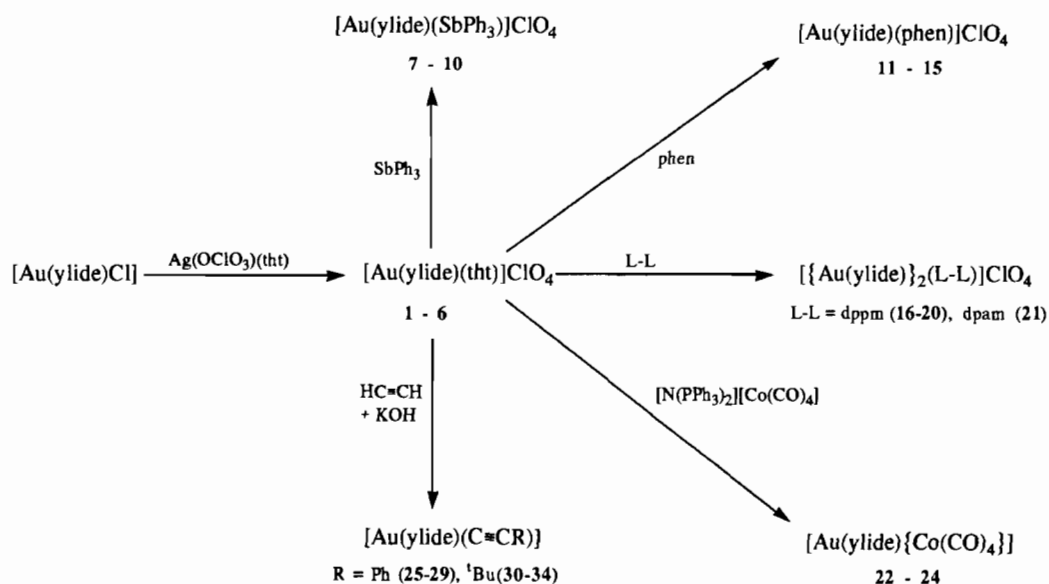 [Au(ylide)(SbPh₃)]ClO₄
7 - 10
[Au(ylide)(phen)]ClO₄
11 - 15
SbPh₃
phen
[Au(ylide)Cl]
Ag(OClO₃)(tht)
[Au(ylide)(tht)]ClO₄
1 - 6
L-L
[{Au(ylide)}₂(L-L)]ClO₄
L-L = dppm (16-20), dpam (21)
HC≡CH
+ KOH
[N(PPh₃)₂][Co(CO)₄]
[Au(ylide)(C≡CR)}
R = Ph (25-29), ᵗBu(30-34)
[Au(ylide){Co(CO)₄}]
22 - 24